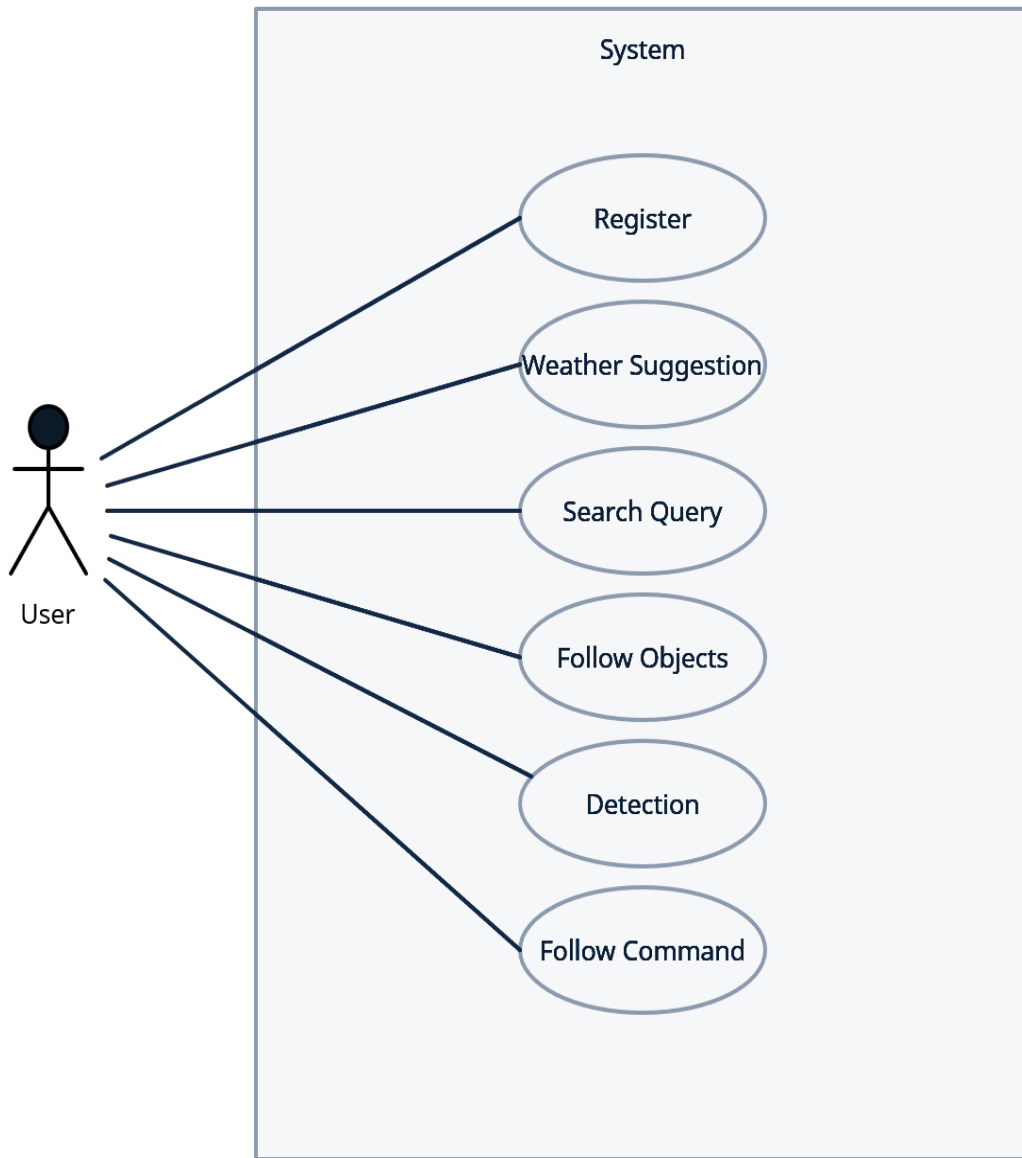 System
Register
Weather Suggestion
Search Query
Follow Objects
User
Detection
Follow Command